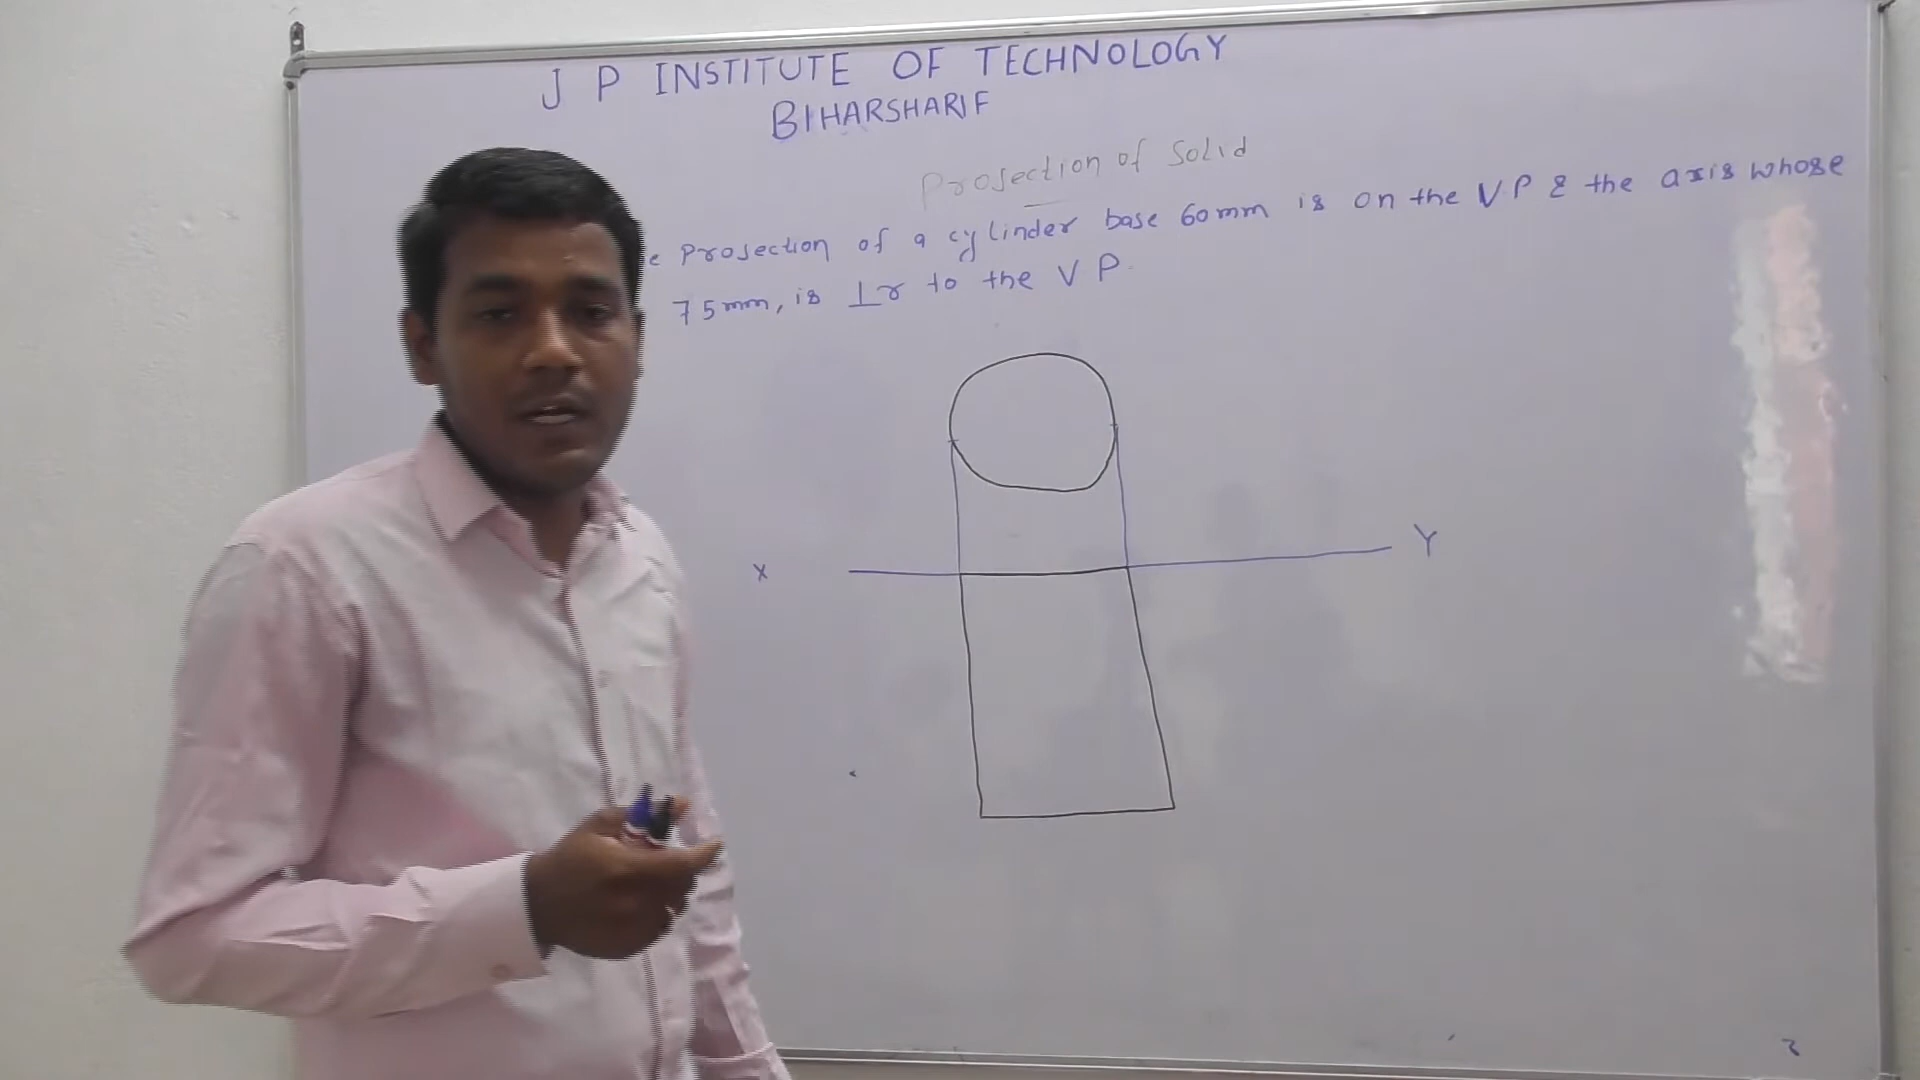 J P INSTITUTE OF TECHNOLOGY
BIHARSHARIF
Projection of Solid
Projection of a cylinder base 60mm is on the VP & the axis whose
75mm, is ⊥r to the VP.
X
Y